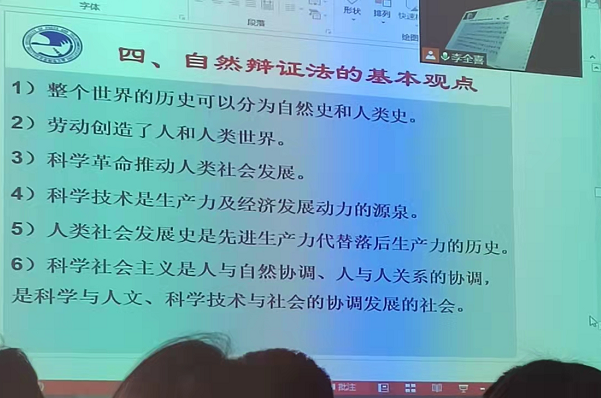 字体
段落
形状
排列
绘图
李全喜
四、自然辩证法的基本观点
1）整个世界的历史可以分为自然史和人类史。
2）劳动创造了人和人类世界。
3）科学革命推动人类社会发展。
4）科学技术是生产力及经济发展动力的源泉。
5）人类社会发展史是先进生产力代替落后生产力的历史。
6）科学社会主义是人与自然协调、人与人关系的协调，
是科学与人文、科学技术与社会的协调发展的社会。
批注